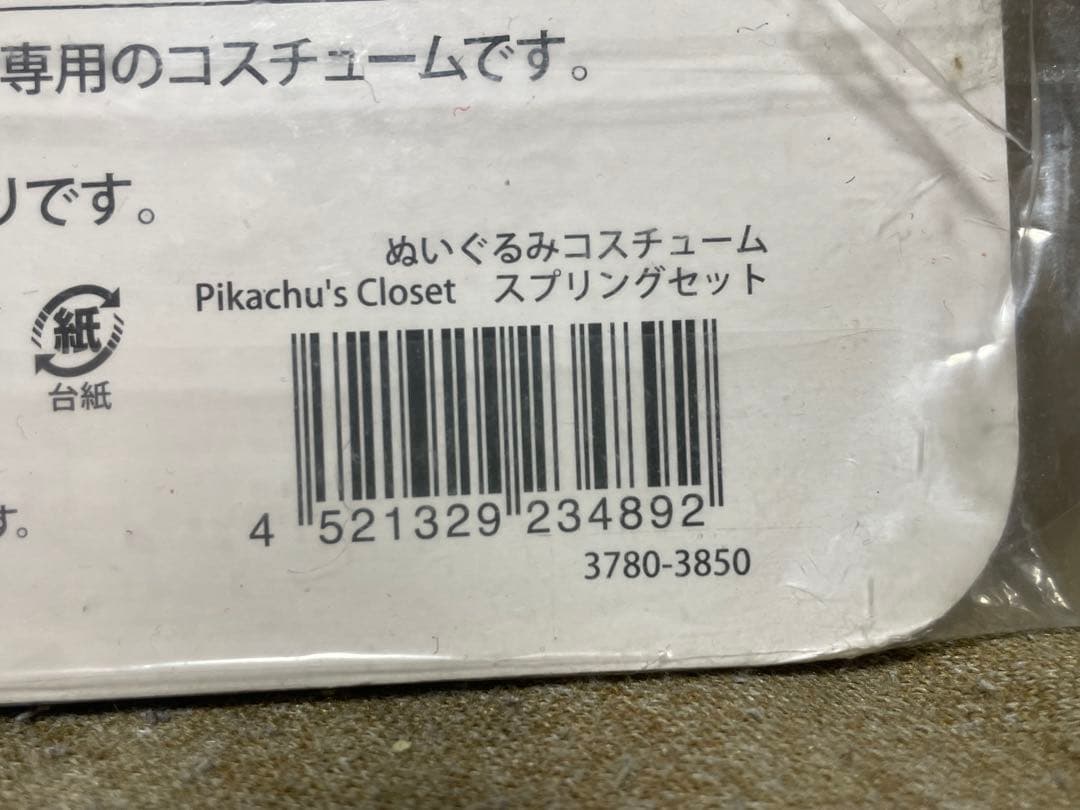 専用のコスチュームです。
りです。
ぬいぐるみコスチューム
Pikachu's Closet　スプリングセット
紙
台紙
す。
4 521329 234892
3780-3850